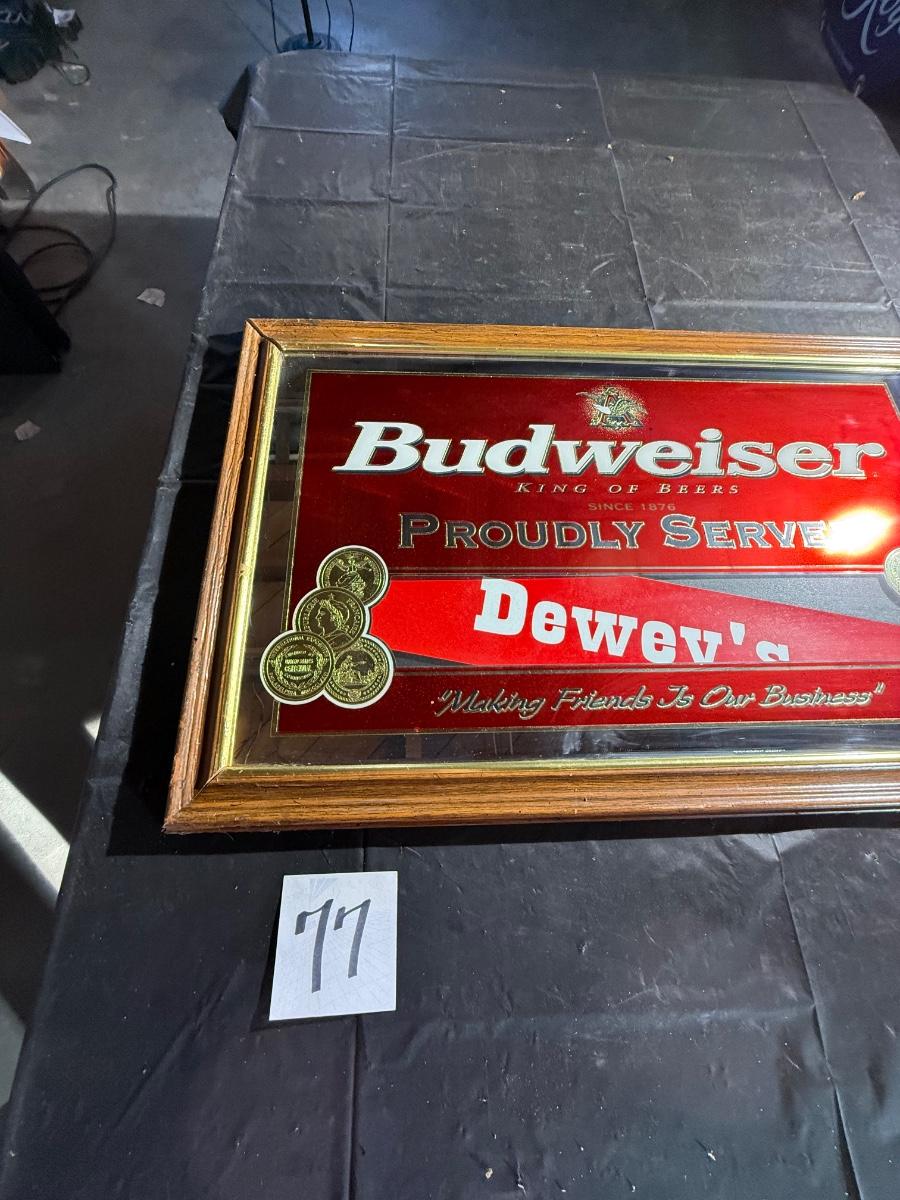 Budweiser
KING OF BEERS
SINCE 1876
PROUDLY SERVE
Dewey's
"Making Friends Is Our Business"
77